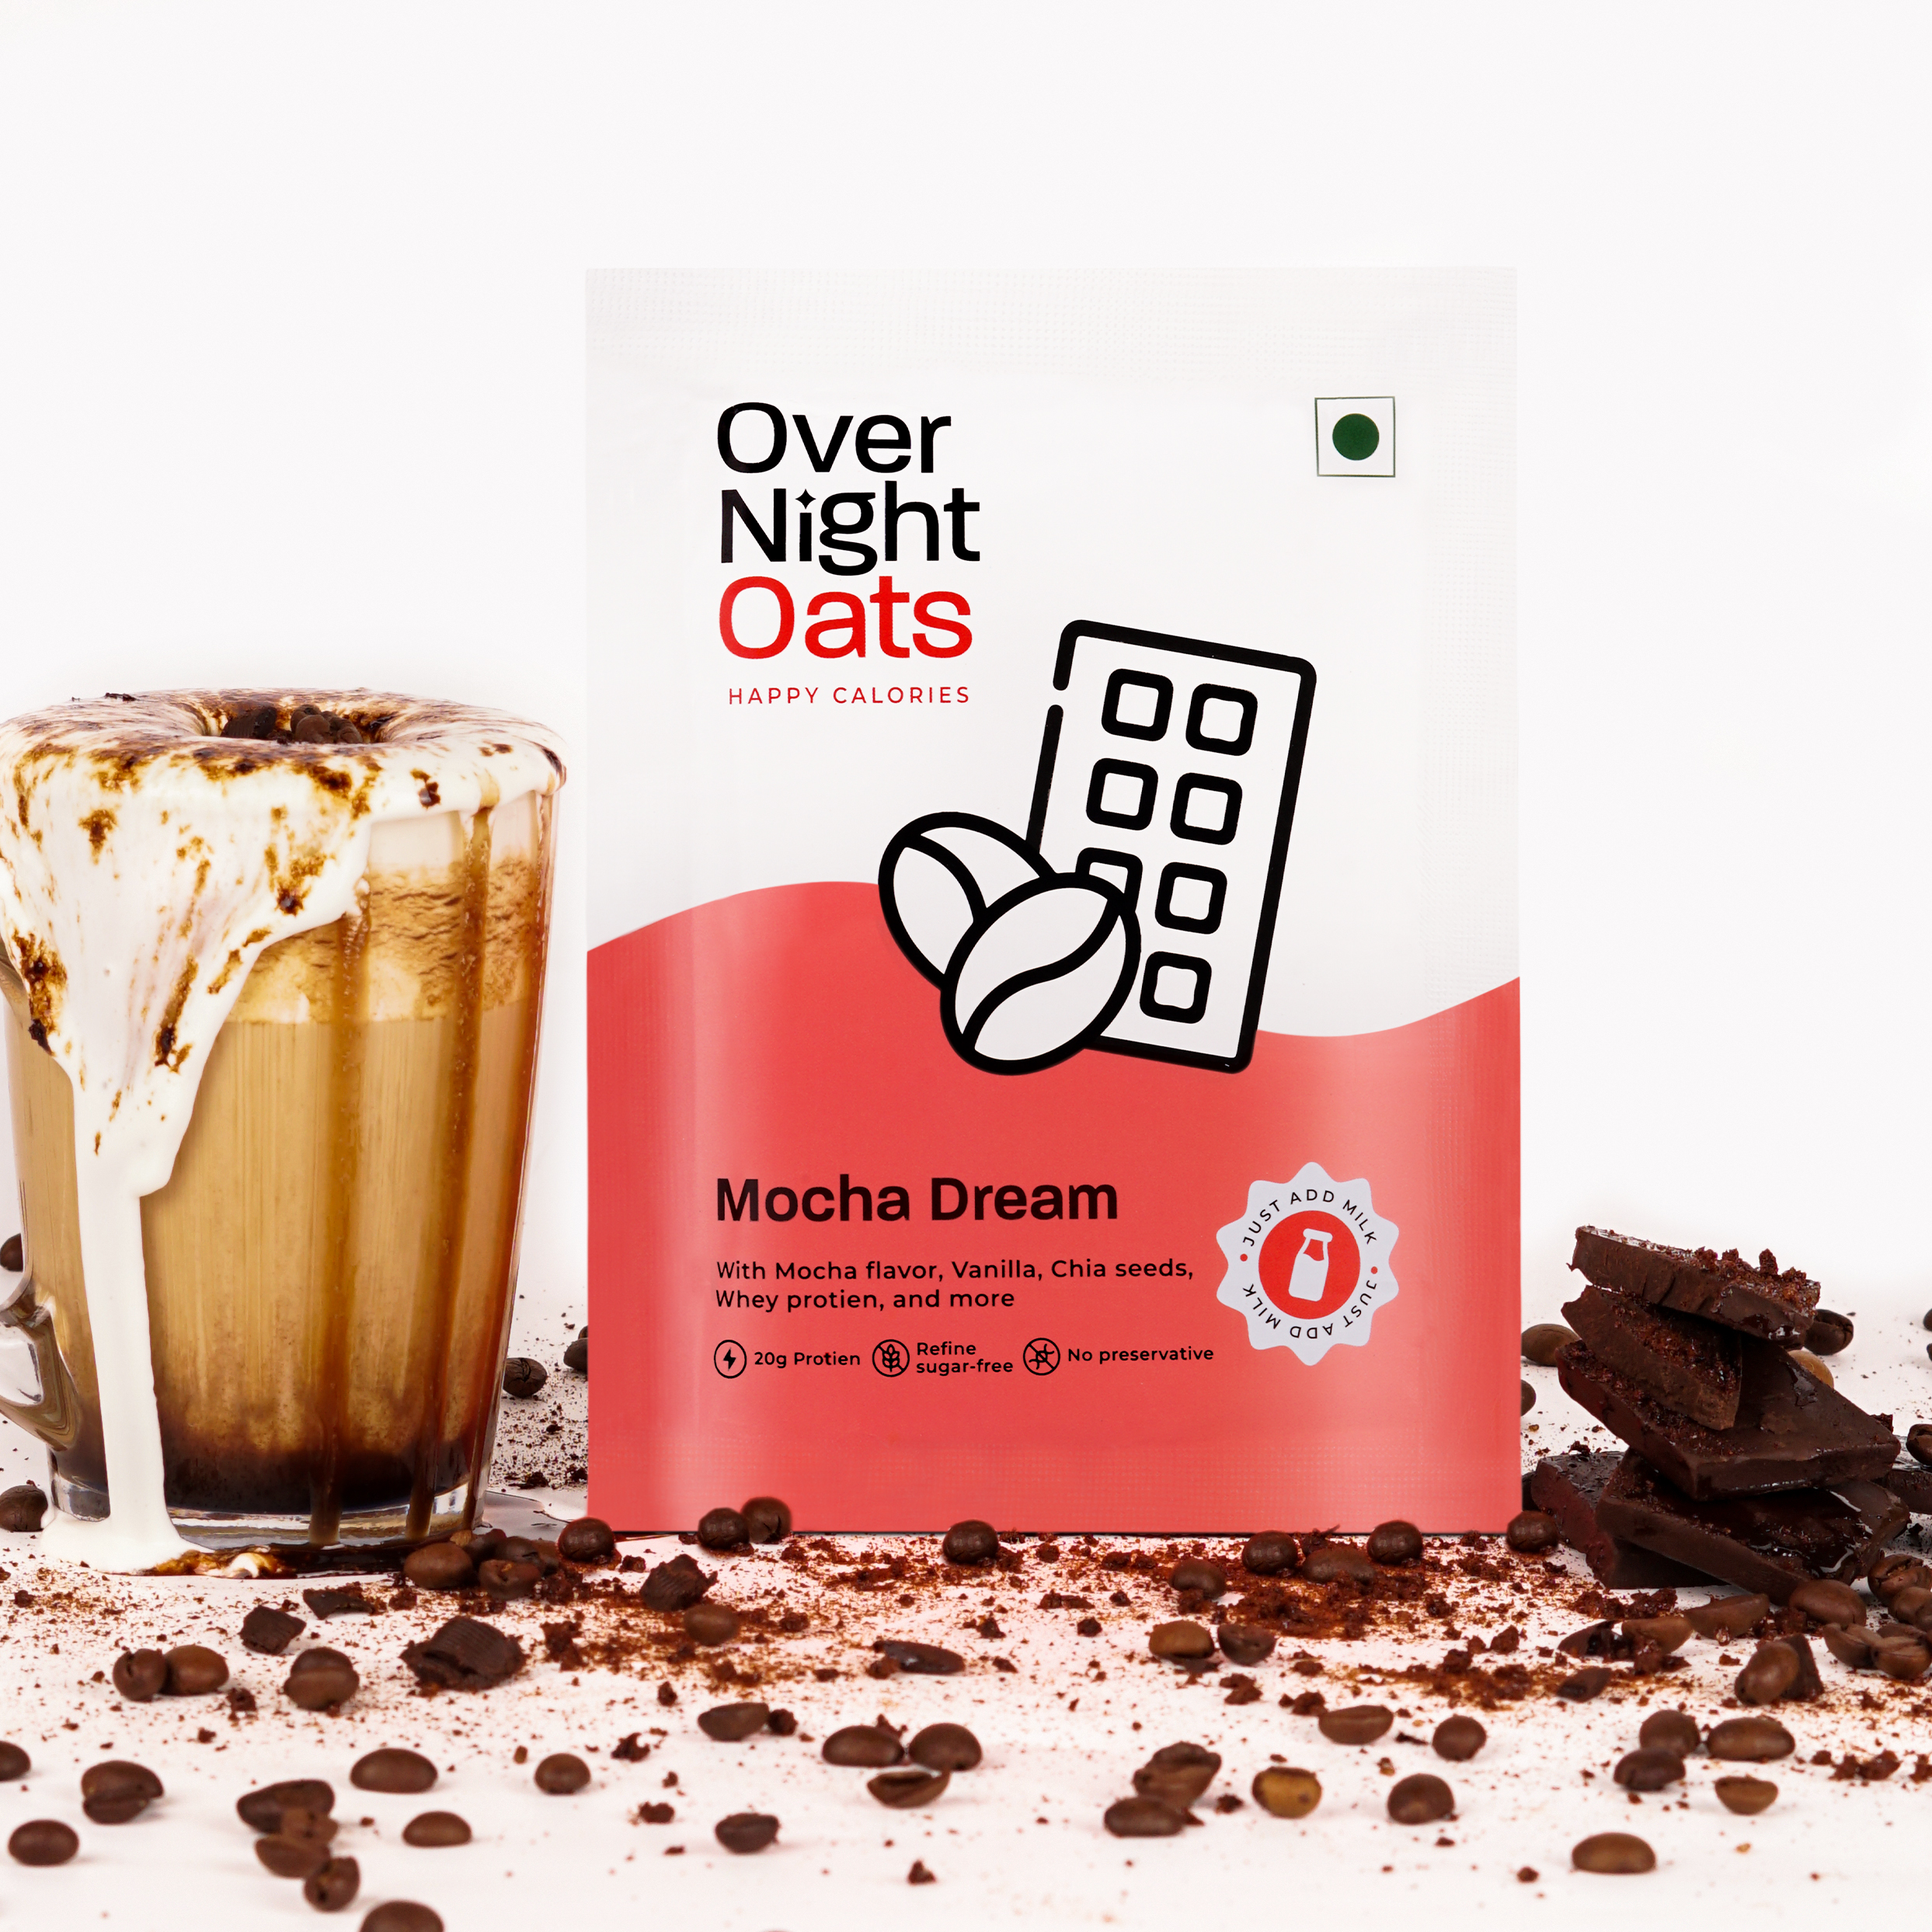 Over
Night
Oats
HAPPY CALORIES
Mocha Dream
With Mocha flavor, Vanilla, Chia seeds,
Whey protien, and more
20g Protien
Refine
sugar-free
No preservative
JUST ADD MILK
JUST ADD MILK